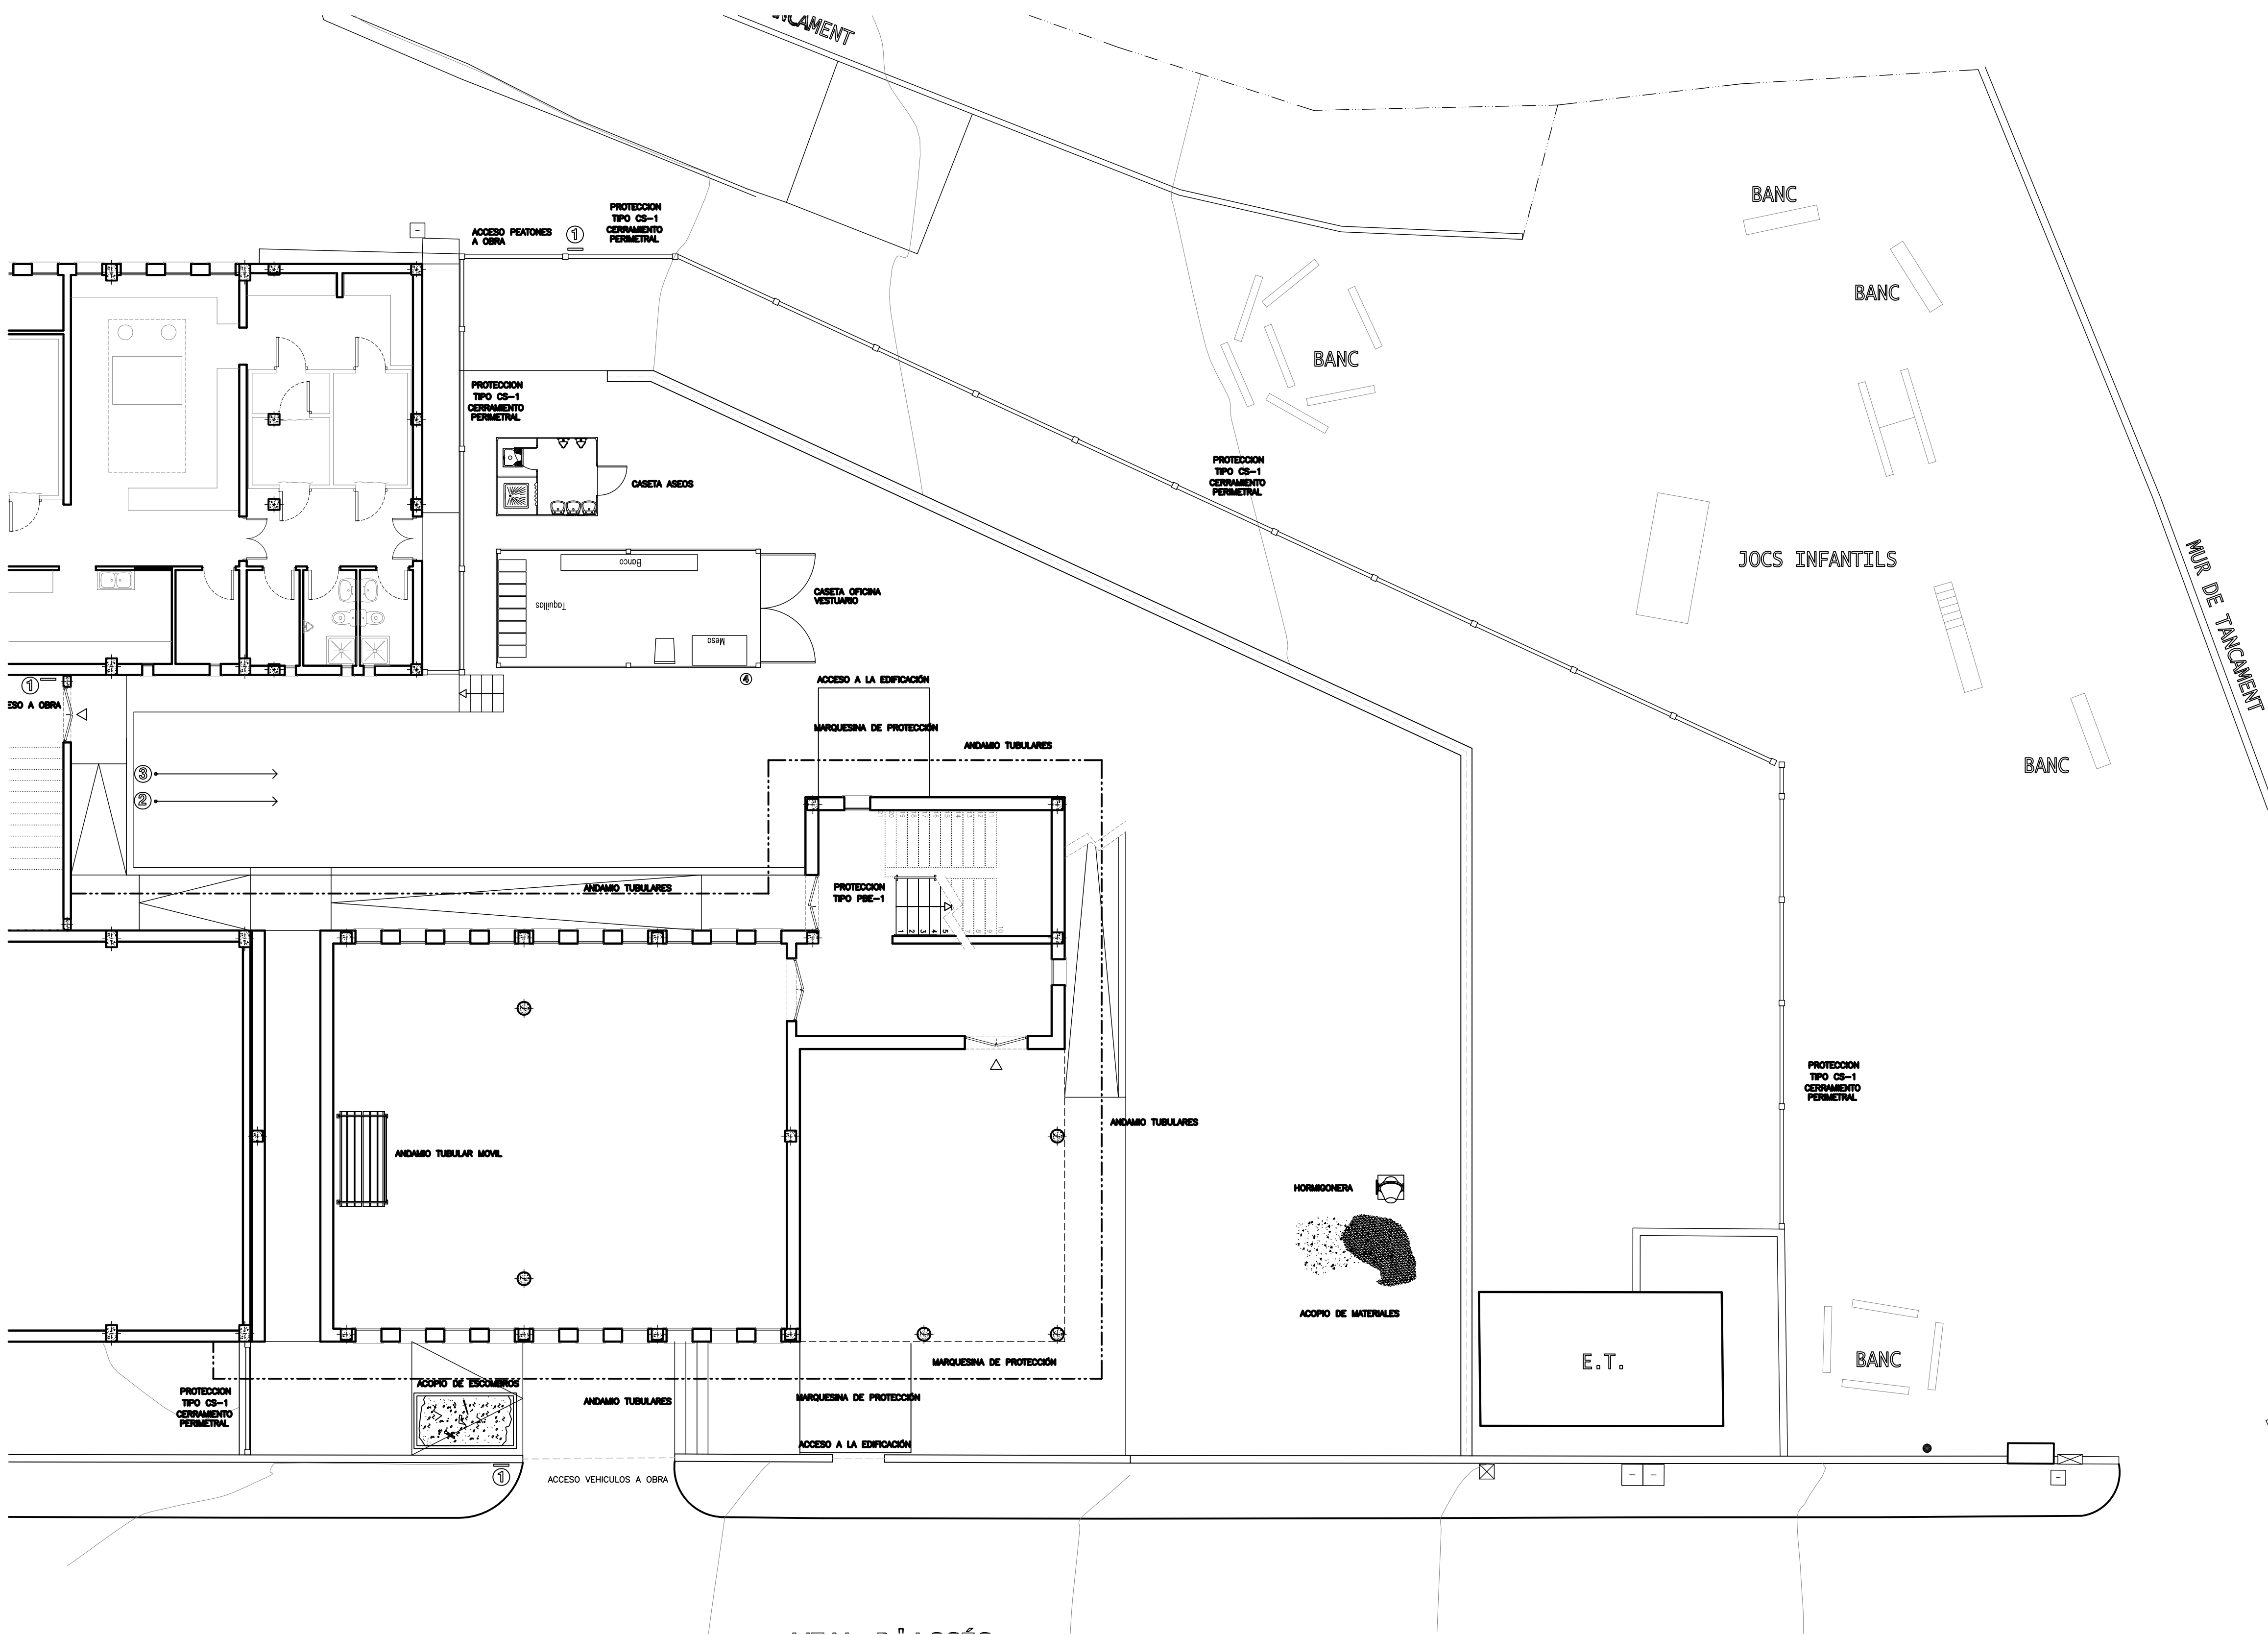 PROTECCION
TIPO CS-1
CERRAMIENTO
PERIMETRAL
ACCESO PEATONES
A OBRA
1
BANC
BANC
BANC
PROTECCION
TIPO CS-1
CERRAMIENTO
PERIMETRAL
PROTECCION
TIPO CS-1
CERRAMIENTO
PERIMETRAL
CASETA ASEOS
JOCS INFANTILS
MUR DE TANCAMENT
Banco
Taquillas
Mesa
CASETA OFICINA
VESTUARIO
4
1
A OBRA
ACCESO A LA EDIFICACIÓN
MARQUESINA DE PROTECCIÓN
ANDAMIO TUBULARES
BANC
3
2
ANDAMIO TUBULARES
PROTECCION
TIPO PBE-1
1 2 3 4 5
PROTECCION
TIPO CS-1
CERRAMIENTO
PERIMETRAL
ANDAMIO TUBULARES
ANDAMIO TUBULAR MOVIL
HORMIGONERA
ACOPIO DE MATERIALES
E.T.
BANC
MARQUESINA DE PROTECCIÓN
ACOPIO DE ESCOMBROS
PROTECCION
TIPO CS-1
CERRAMIENTO
PERIMETRAL
ANDAMIO TUBULARES
MARQUESINA DE PROTECCIÓN
ACCESO A LA EDIFICACIÓN
1
ACCESO VEHICULOS A OBRA